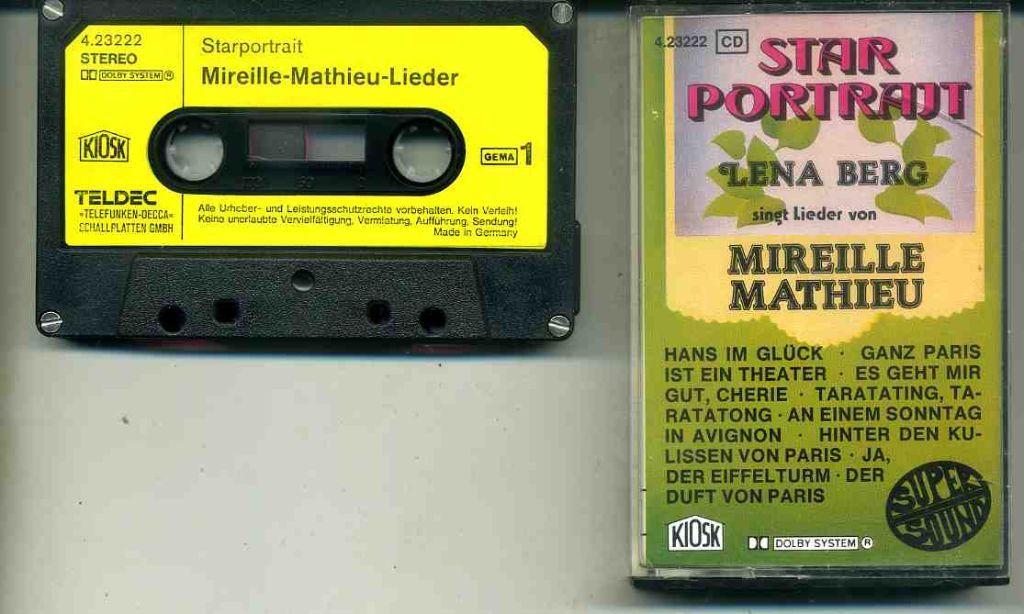 4.23222
STEREO
DOLBY SYSTEM®
Starportrait
Mireille-Mathieu-Lieder
KIOSK
GEMA 1
TELDEC
»TELEFUNKEN-DECCA«
SCHALLPLATTEN GMBH
Alle Urheber- und Leistungsschutzrechte vorbehalten. Kein Verleih!
Keine unerlaubte Vervielfältigung, Vermietung, Aufführung, Sendung!
Made in Germany
4.23222 CD
STAR
PORTRAIT
LENA BERG
singt Lieder von
MIREILLE
MATHIEU
HANS IM GLÜCK · GANZ PARIS
IST EIN THEATER · ES GEHT MIR
GUT, CHERIE · TARATATING, TA-
RATATONG · AN EINEM SONNTAG
IN AVIGNON · HINTER DEN KU-
LISSEN VON PARIS · JA,
DER EIFFELTURM · DER
DUFT VON PARIS
SUPER
SOUND
KIOSK
DOLBY SYSTEM®